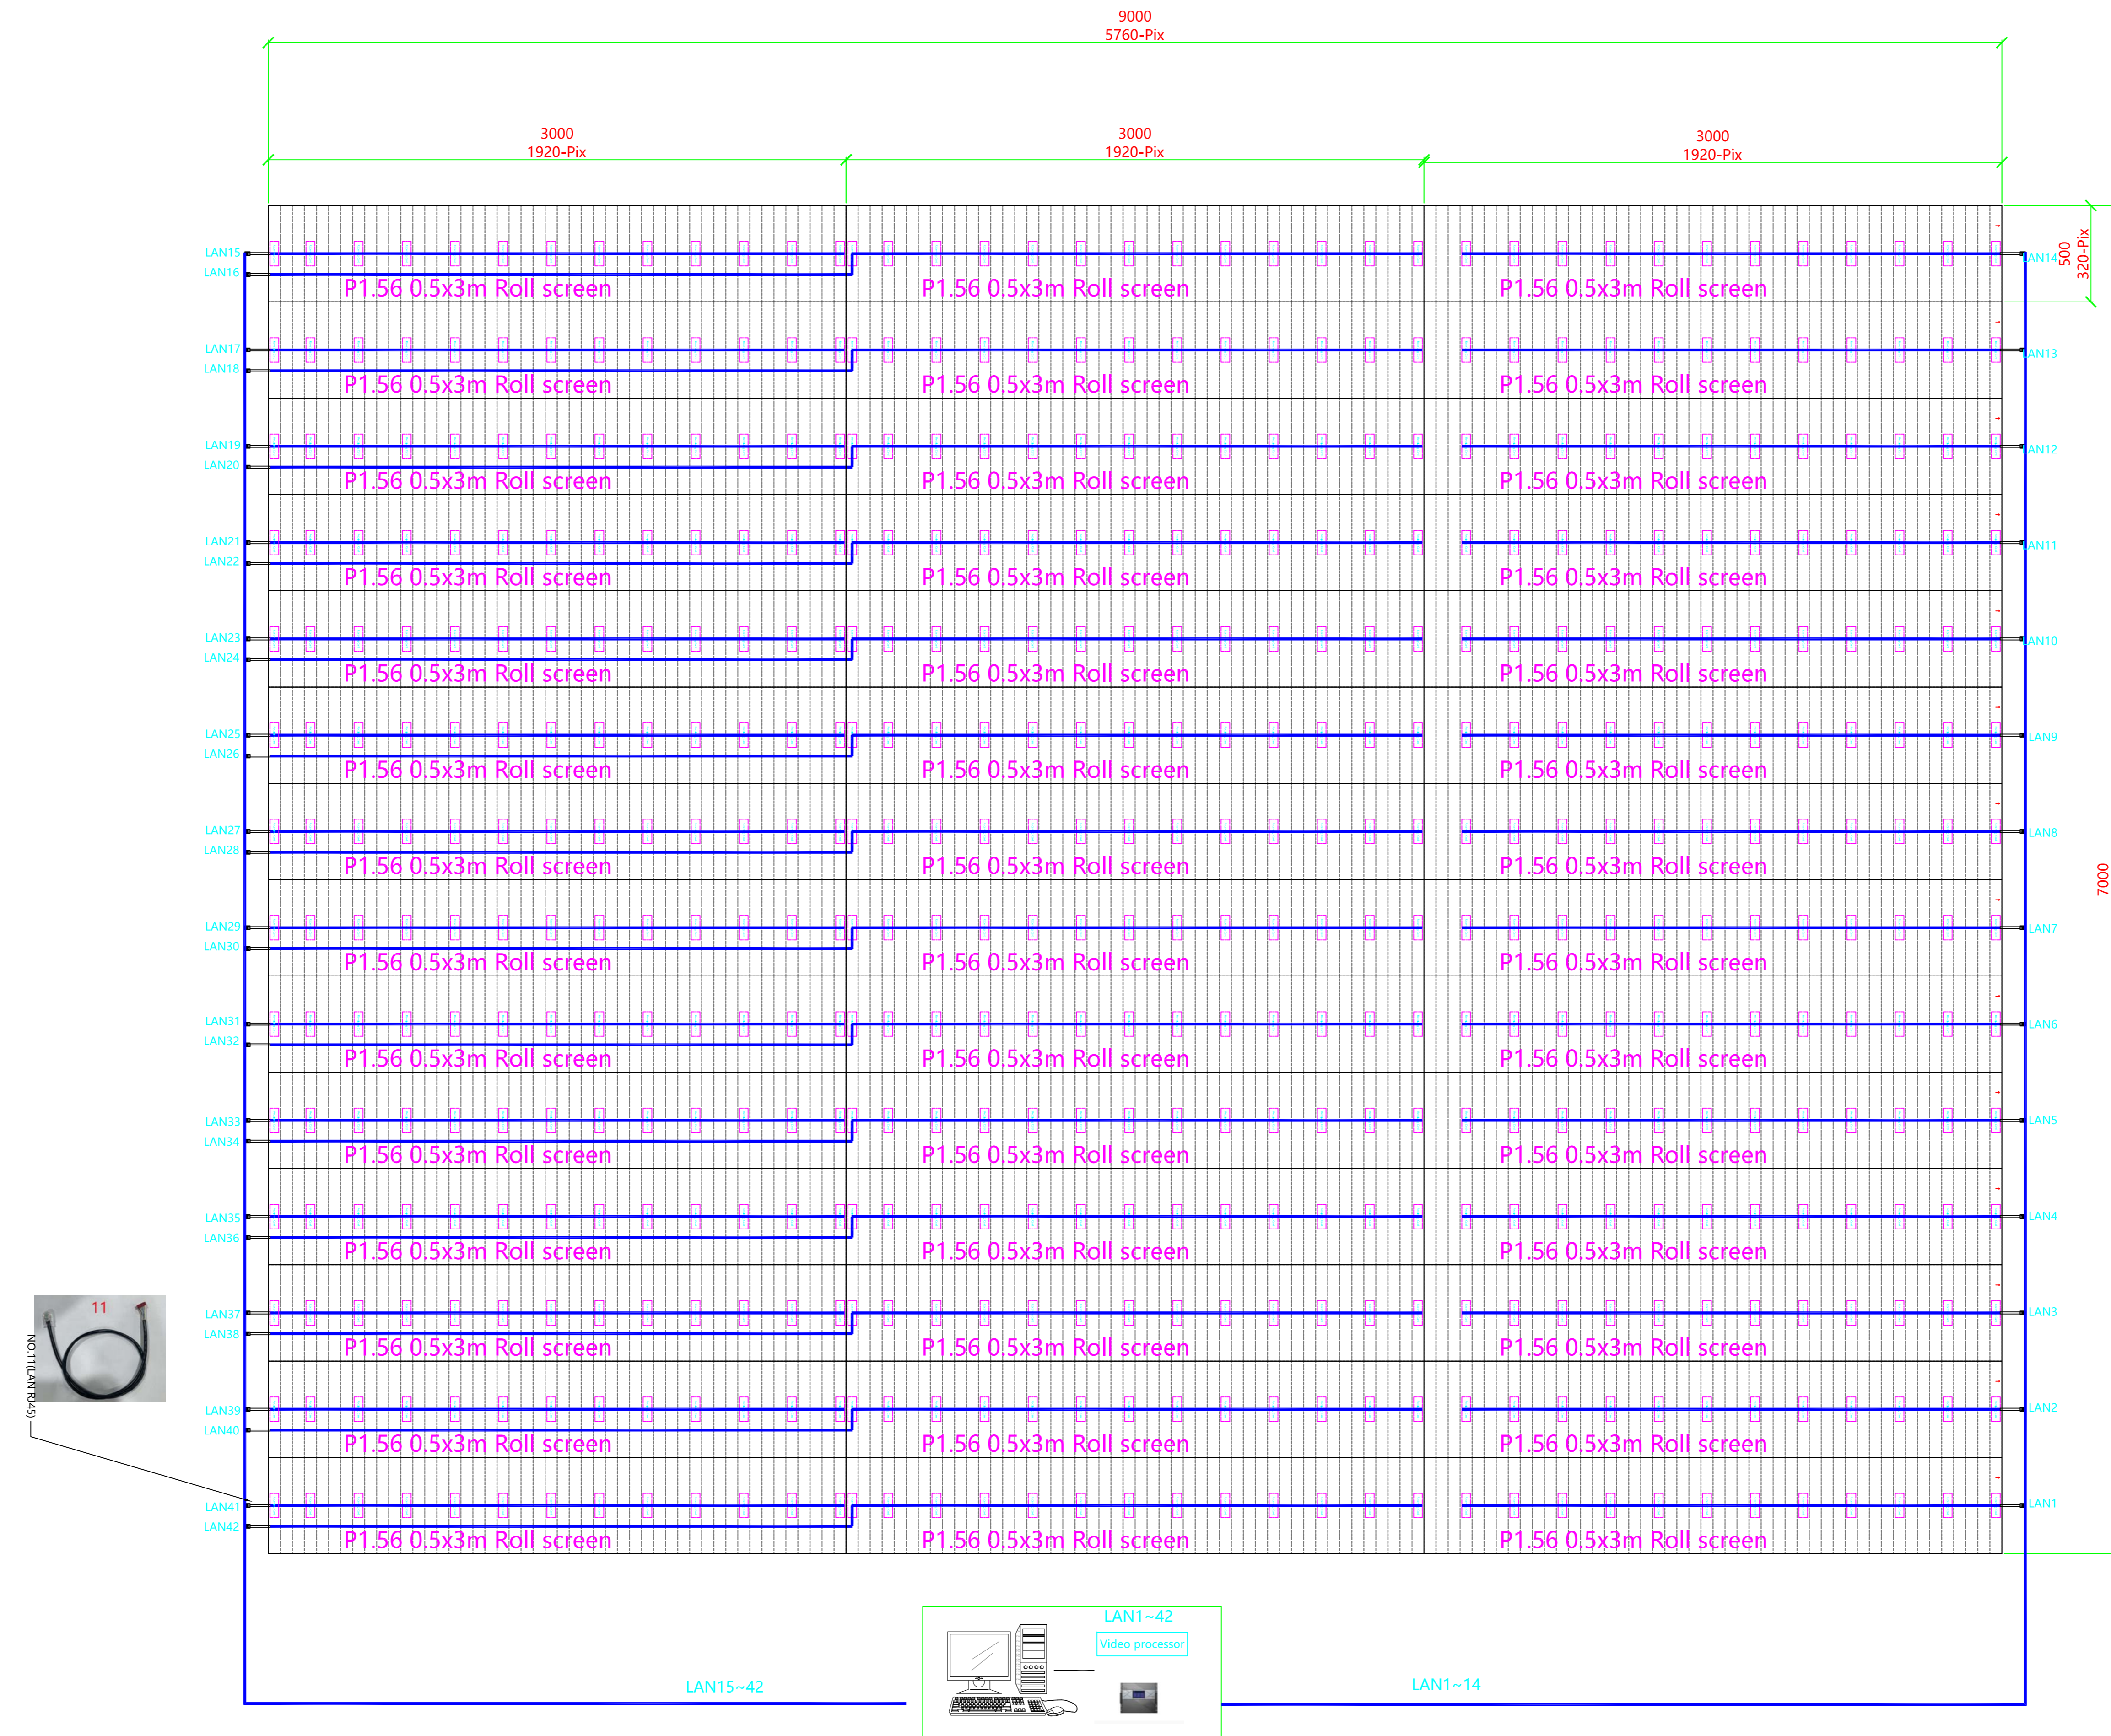 9000
5760-Pix
3000
1920-Pix
3000
1920-Pix
3000
1920-Pix
500
320-Pix
LAN15
LAN16
LAN14
P1.56 0.5x3m Roll screen
P1.56 0.5x3m Roll screen
P1.56 0.5x3m Roll screen
LAN17
LAN18
LAN13
P1.56 0.5x3m Roll screen
P1.56 0.5x3m Roll screen
P1.56 0.5x3m Roll screen
LAN19
LAN20
LAN12
P1.56 0.5x3m Roll screen
P1.56 0.5x3m Roll screen
P1.56 0.5x3m Roll screen
LAN21
LAN22
LAN11
P1.56 0.5x3m Roll screen
P1.56 0.5x3m Roll screen
P1.56 0.5x3m Roll screen
LAN23
LAN24
LAN10
P1.56 0.5x3m Roll screen
P1.56 0.5x3m Roll screen
P1.56 0.5x3m Roll screen
LAN25
LAN26
LAN9
P1.56 0.5x3m Roll screen
P1.56 0.5x3m Roll screen
P1.56 0.5x3m Roll screen
LAN27
LAN28
LAN8
P1.56 0.5x3m Roll screen
P1.56 0.5x3m Roll screen
P1.56 0.5x3m Roll screen
7000
LAN29
LAN30
LAN7
P1.56 0.5x3m Roll screen
P1.56 0.5x3m Roll screen
P1.56 0.5x3m Roll screen
LAN31
LAN32
LAN6
P1.56 0.5x3m Roll screen
P1.56 0.5x3m Roll screen
P1.56 0.5x3m Roll screen
LAN33
LAN34
LAN5
P1.56 0.5x3m Roll screen
P1.56 0.5x3m Roll screen
P1.56 0.5x3m Roll screen
LAN35
LAN36
LAN4
P1.56 0.5x3m Roll screen
P1.56 0.5x3m Roll screen
P1.56 0.5x3m Roll screen
11
NO.11(LAN RJ45)
LAN37
LAN38
LAN3
P1.56 0.5x3m Roll screen
P1.56 0.5x3m Roll screen
P1.56 0.5x3m Roll screen
LAN39
LAN40
LAN2
P1.56 0.5x3m Roll screen
P1.56 0.5x3m Roll screen
P1.56 0.5x3m Roll screen
LAN41
LAN42
LAN1
P1.56 0.5x3m Roll screen
P1.56 0.5x3m Roll screen
P1.56 0.5x3m Roll screen
LAN1~42
Video processor
LAN15~42
LAN1~14